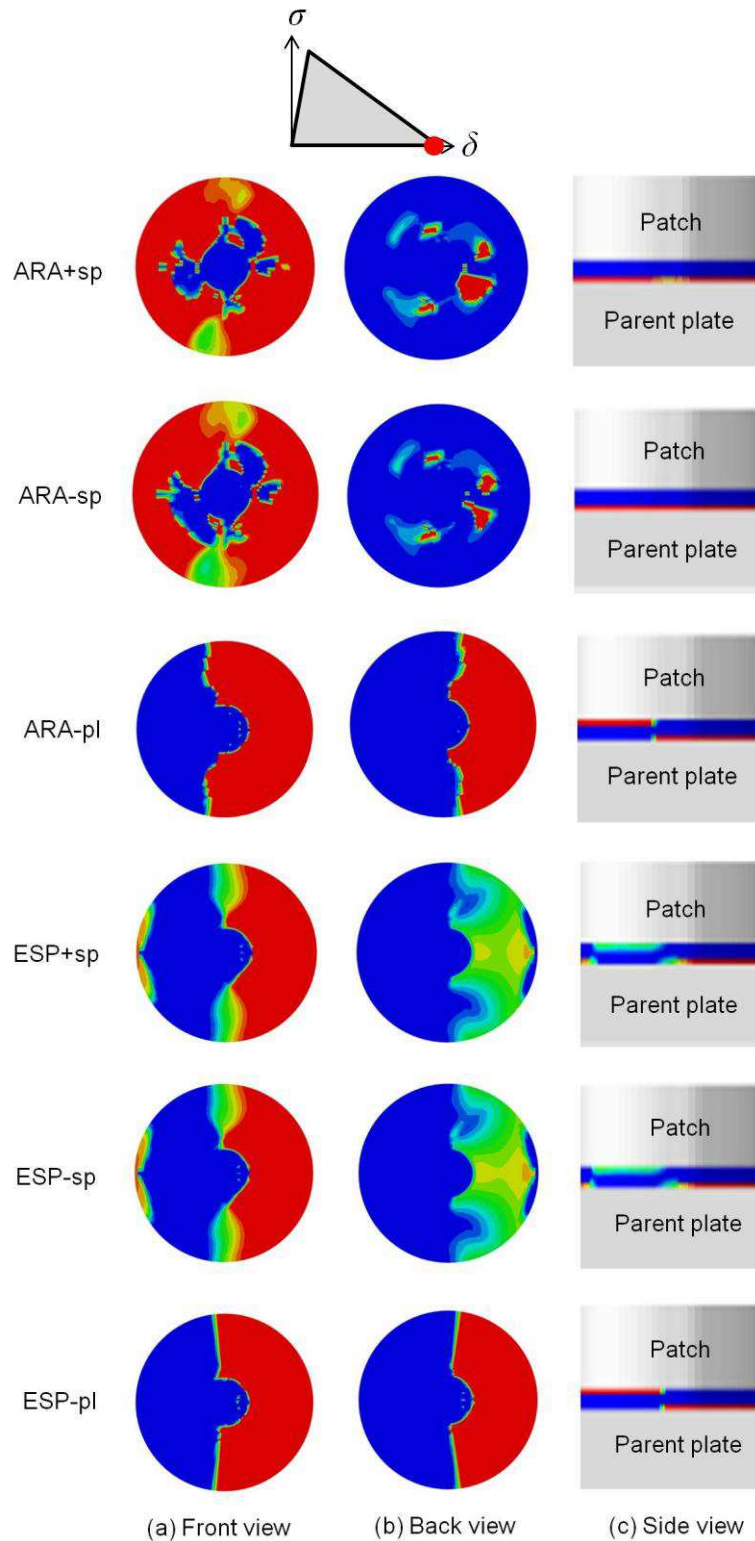 σ
δ
ARA+sp
Patch
Parent plate
ARA-sp
Patch
Parent plate
ARA-pl
Patch
Parent plate
ESP+sp
Patch
Parent plate
ESP-sp
Patch
Parent plate
ESP-pl
Patch
Parent plate
(a) Front view (b) Back view (c) Side view